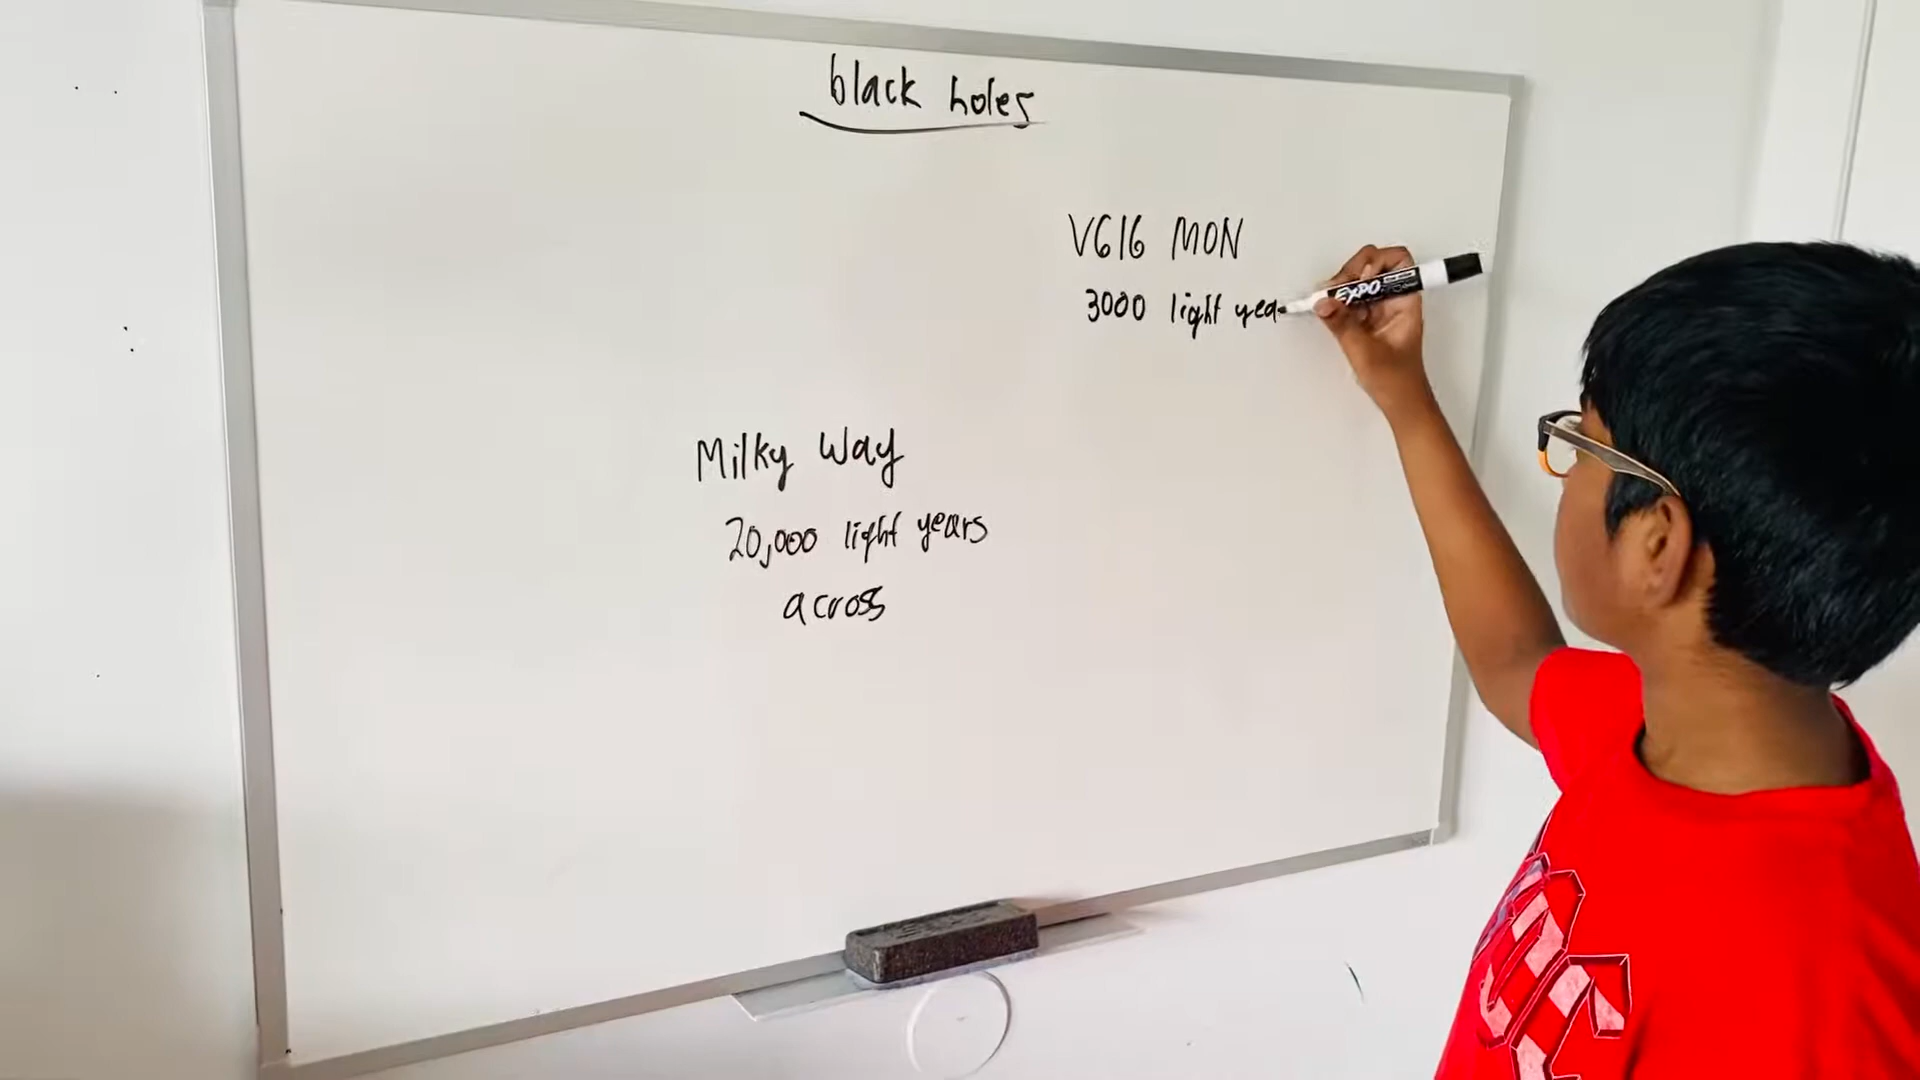 black holes
V616 MON
3000 light yea
Milky Way
20,000 light years
across
EXPO